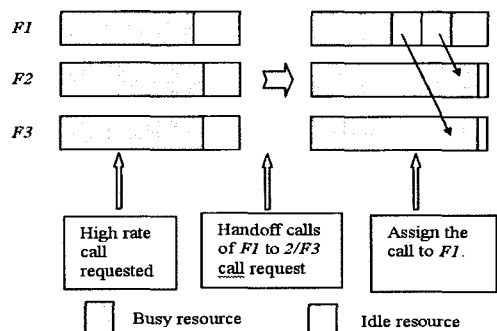 F1
F2
F3
High rate
call
requested
Handoff calls
of F1 to 2/F3
call request
Assign the
call to F1.
Busy resource
Idle resource